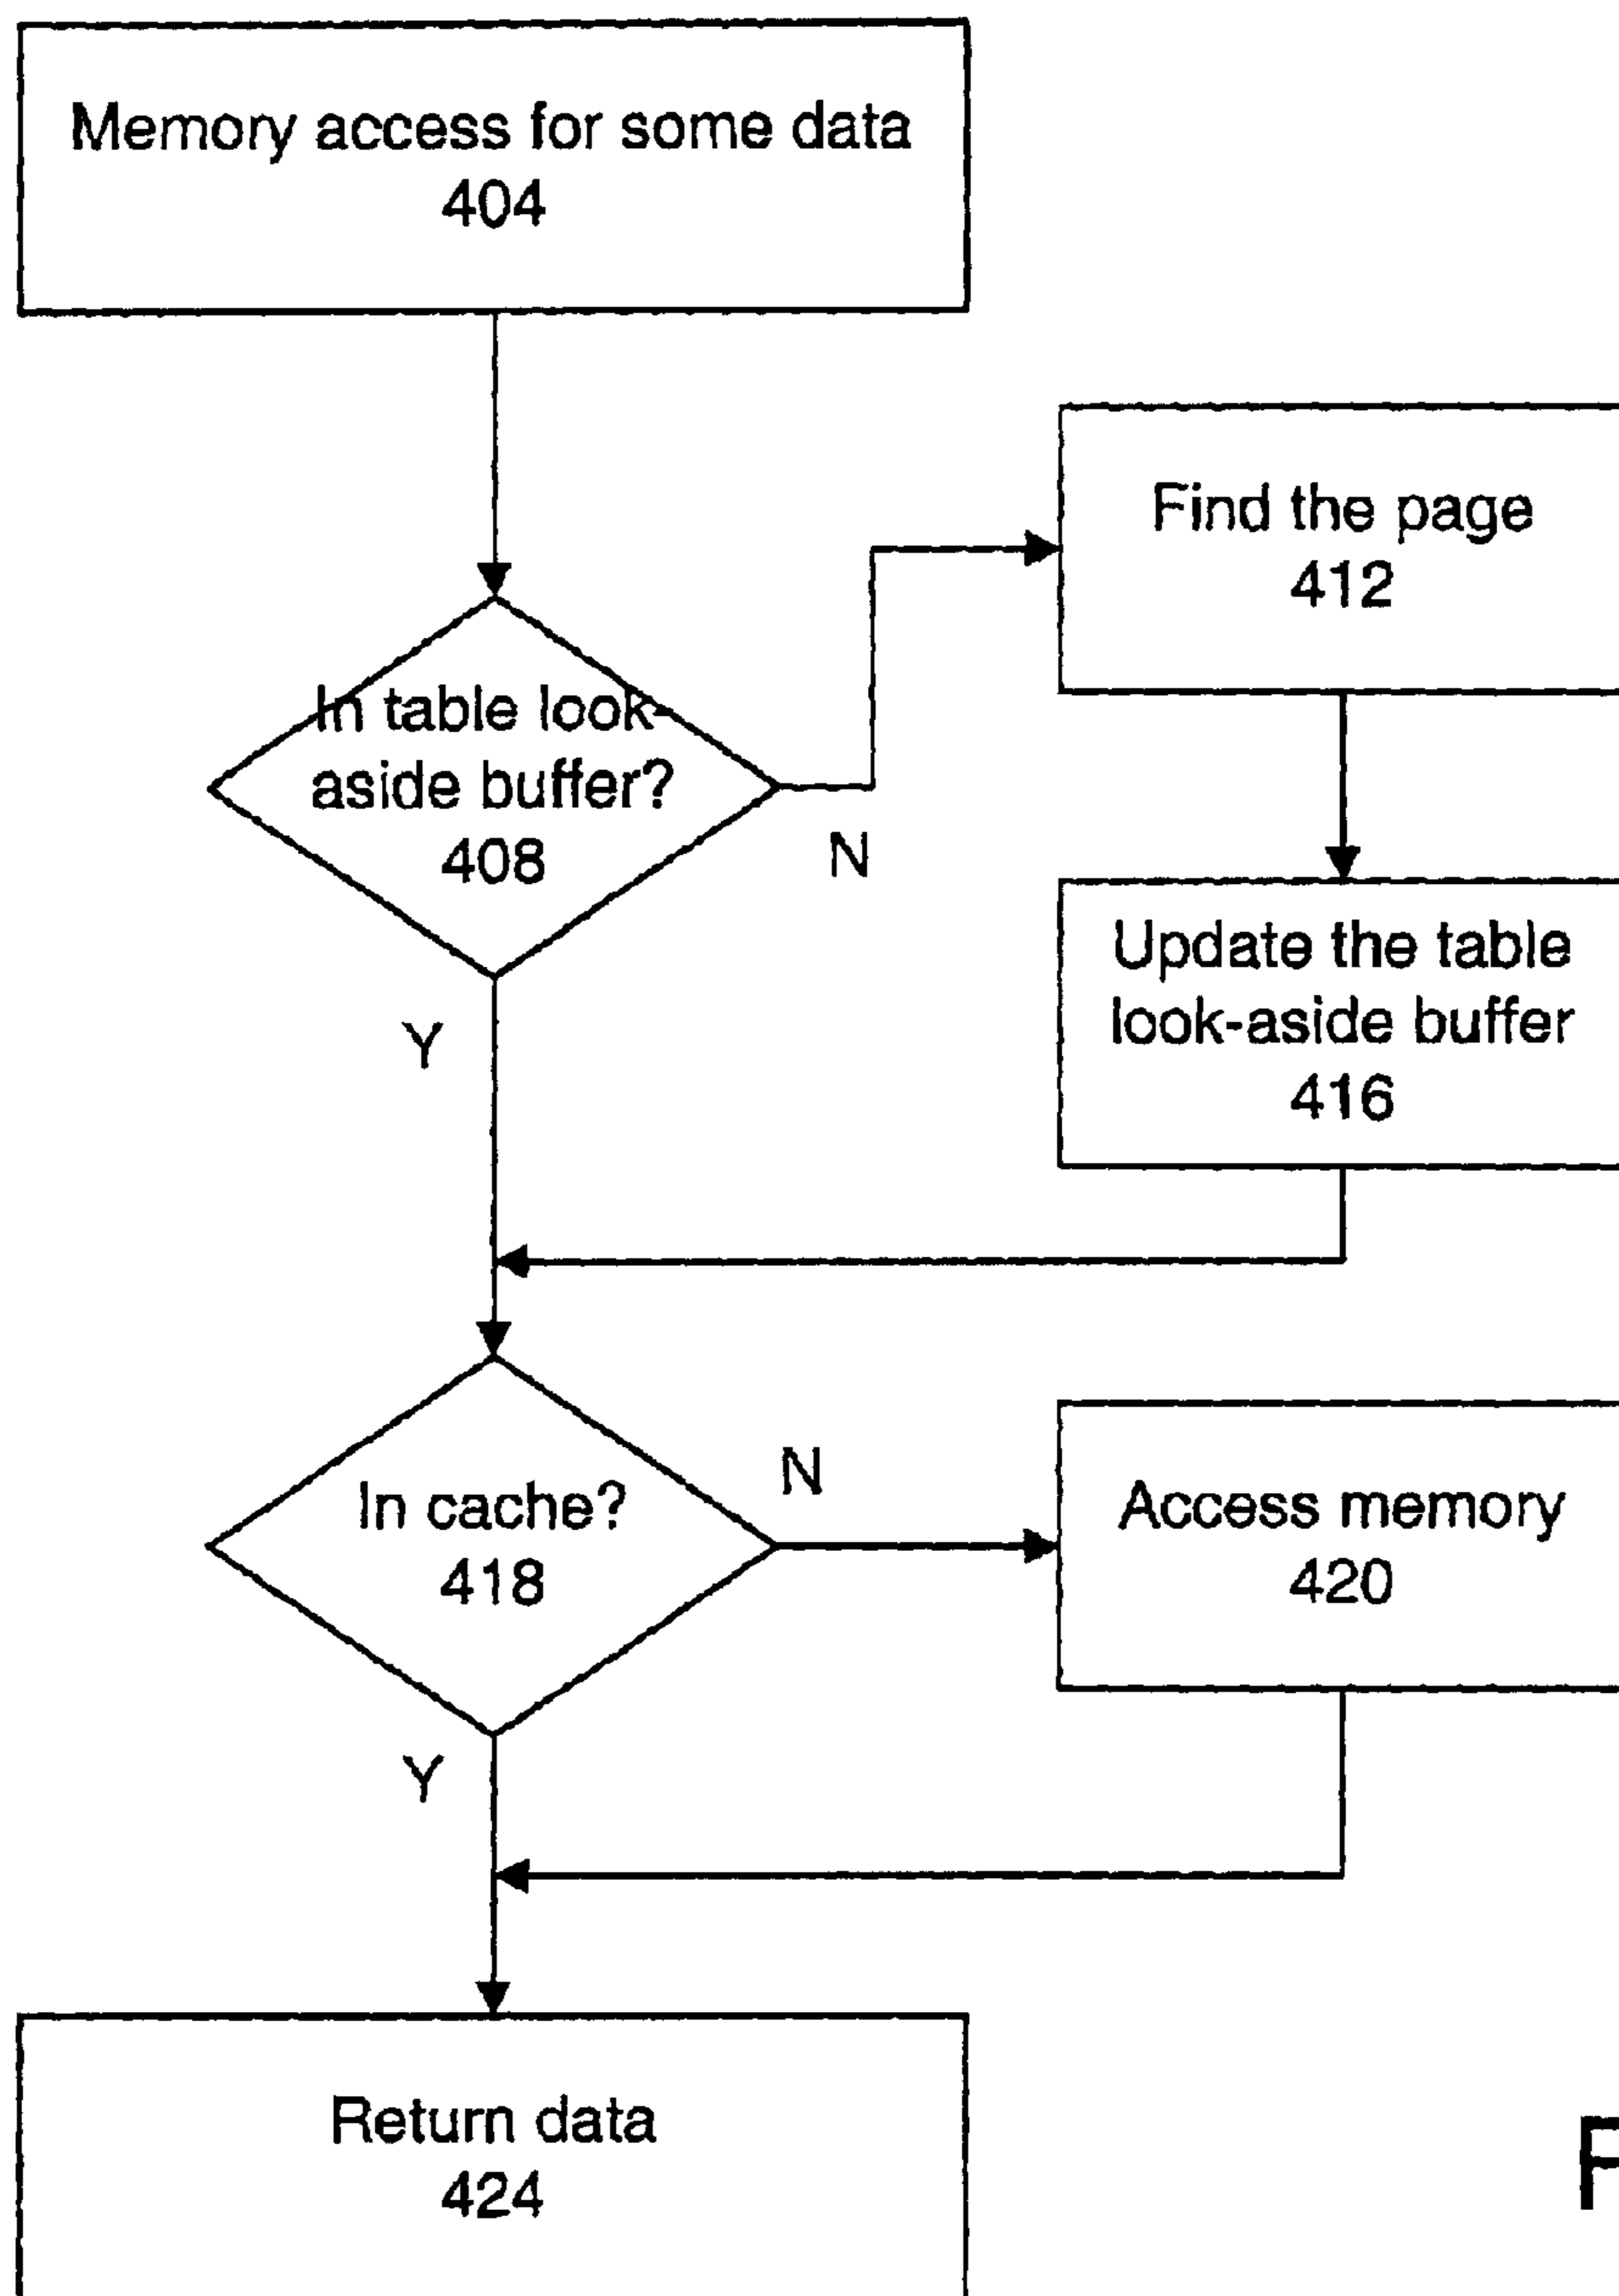 Memory access for some data
404
Find the page
412
In table look-
aside buffer?
408
N
Update the table
look-aside buffer
416
Y
N
In cache?
418
Access memory
420
Y
Return data
424